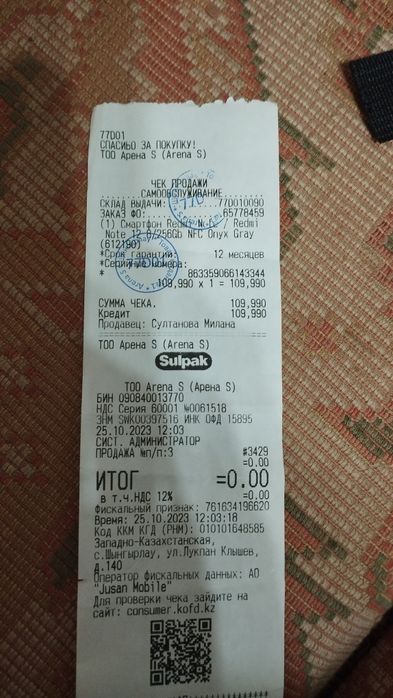 77D01
СПАСИБО ЗА ПОКУПКУ!
ТОО Арена S (Arena S)
ЧЕК ПРОДАЖИ
САМООБСЛУЖИВАНИЕ
СКЛАД ВЫДАЧИ: 77D010090
ЗАКАЗ ФО: 65778459
(1) Смартфон Redmi / Redmi
Note 12 8/256Gb NFC Onyx Gray
(612190)
*Срок гарантии: 12 месяцев
*Серийные номера:
* 863359066143344
109,990 x 1 = 109,990
СУММА ЧЕКА. 109,990
Кредит 109,990
Продавец: Султанова Милана
ТОО Арена S (Arena S)
Sulpak
ТОО Arena S (Арена S)
БИН 090840013770
НДС Серия 60001 №0061518
ЗНМ SWK00397516 ИНК ОФД 15895
25.10.2023 12:03
СИСТ. АДМИНИСТРАТОР
ПРОДАЖА №п/п:3 #3429
=0.00
ИТОГ =0.00
в т.ч.НДС 12% =0.00
Фискальный признак: 761634196620
Время: 25.10.2023 12:03:18
Код ККМ КГД (РНМ): 010101648585
Западно-Казахстанская,
с.Шынгырлау, ул.Лукпан Клышев,
д.140
Оператор фискальных данных: АО
"Jusan Mobile"
Для проверки чека зайдите на
сайт: consumer.kofd.kz